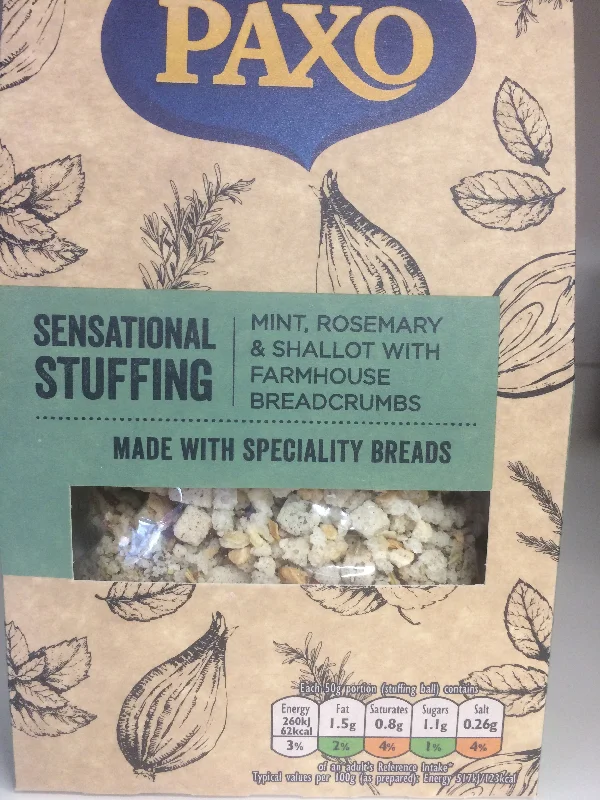 PAXO
SENSATIONAL
STUFFING
MINT, ROSEMARY
& SHALLOT WITH
FARMHOUSE
BREADCRUMBS
MADE WITH SPECIALITY BREADS
Each 50g portion (stuffing ball) contains
Energy Fat Saturates Sugars Salt
260kJ 1.5g 0.8g 1.1g 0.26g
62kcal
3% 2% 4% 1% 4%
of an adult's Reference Intake*
Typical values per 100g (as prepared): Energy 517kJ/123kcal